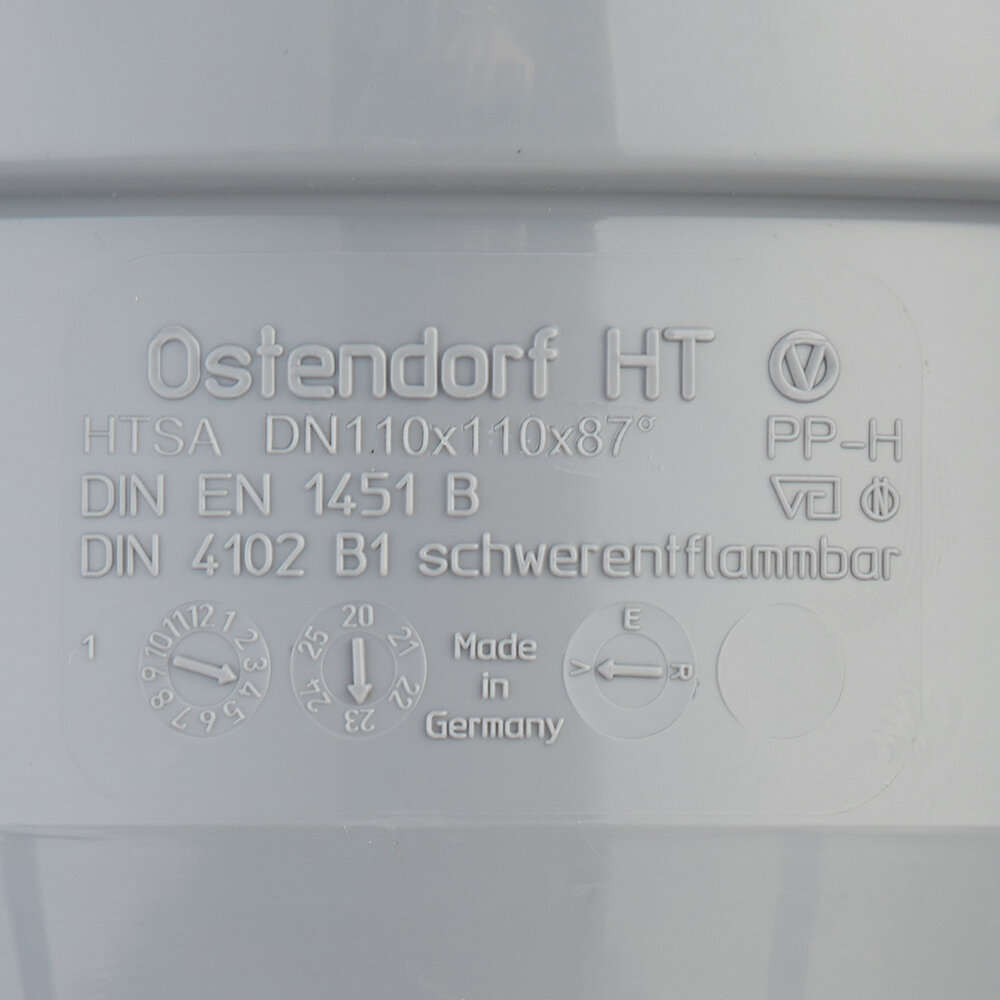 Ostendorf HT
HTSA DN110x110x87° PP-H
DIN EN 1451 B
DIN 4102 B1 schwerentflammbar
1
1 2 3 4 5 6 7 8 9 10 11 12
20 21 22 23 24 25
Made
in
Germany
E R V